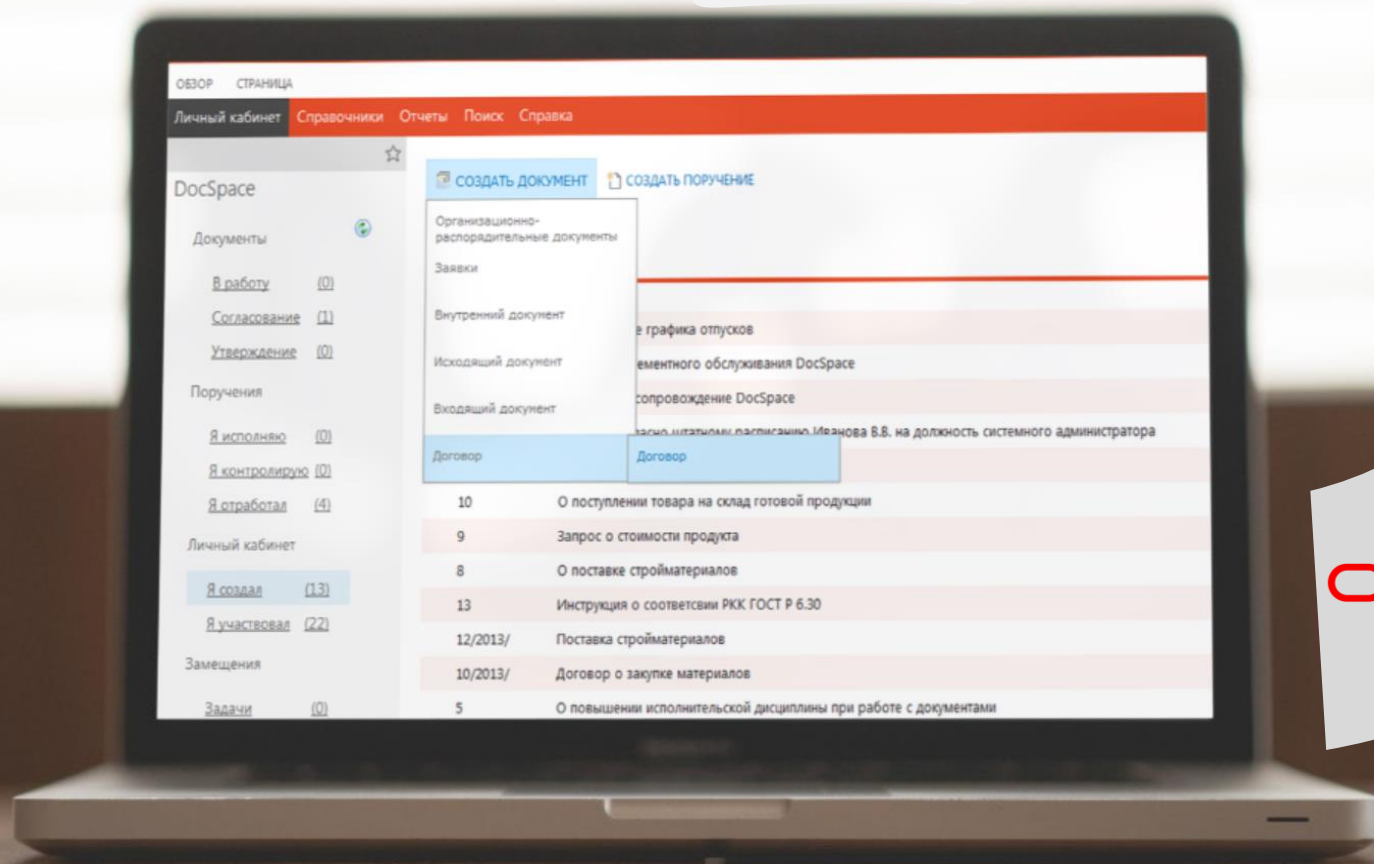 ОБЗОР СТРАНИЦА
Личный кабинет Справочники Отчеты Поиск Справка
DocSpace
Документы
В работу (0)
Согласование (1)
Утверждение (0)
Поручения
Я исполняю (0)
Я контролирую (0)
Я отработал (4)
Личный кабинет
Я создал (13)
Я участвовал (22)
Замещения
Задачи (0)
СОЗДАТЬ ДОКУМЕНТ СОЗДАТЬ ПОРУЧЕНИЕ
Организационно-
распорядительные документы
Заявки
Внутренний документ
Исходящий документ
Входящий документ
Договор Договор
е графика отпусков
ементного обслуживания DocSpace
сопровождение DocSpace
штатному расписанию Иванова В.В. на должность системного администратора
10 О поступлении товара на склад готовой продукции
9 Запрос о стоимости продукта
8 О поставке стройматериалов
13 Инструкция о соответсвии РКК ГОСТ Р 6.30
12/2013/ Поставка стройматериалов
10/2013/ Договор о закупке материалов
5 О повышении исполнительской дисциплины при работе с документами